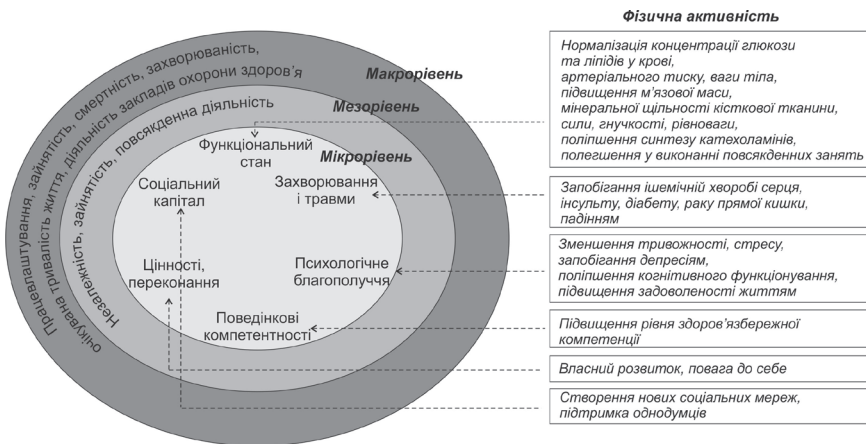 Фізична активність
Працевлаштування, зайнятість, смертність, захворюваність,
очікувана тривалість життя, діяльність закладів охорони здоров’я
Макрорівень
Незалежність, зайнятість, повсякденна діяльність
Мезорівень
Мікрорівень
Функціональний
стан
Соціальний
капітал
Захворювання
і травми
Цінності,
переконання
Психологічне
благополуччя
Поведінкові
компетентності
Нормалізація концентрації глюкози
та ліпідів у крові,
артеріального тиску, ваги тіла,
підвищення м’язової маси,
мінеральної щільності кісткової тканини,
сили, гнучкості, рівноваги,
поліпшення синтезу катехоламінів,
полегшення у виконанні повсякденних занять
Запобігання ішемічній хворобі серця,
інсульту, діабету, раку прямої кишки,
падінням
Зменшення тривожності, стресу,
запобігання депресіям,
поліпшення когнітивного функціонування,
підвищення задоволеності життям
Підвищення рівня здоров’язбережної
компетенції
Власний розвиток, повага до себе
Створення нових соціальних мереж,
підтримка однодумців